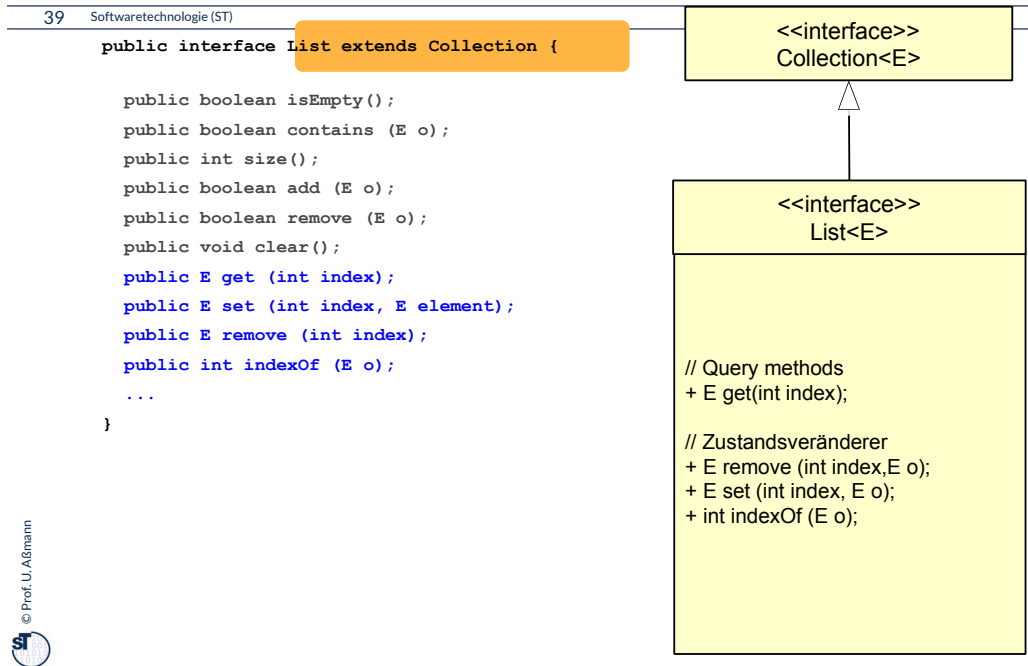 39 Softwaretechnologie (ST)
public interface List extends Collection {
public boolean isEmpty();
public boolean contains (E o);
public int size();
public boolean add (E o);
public boolean remove (E o);
public void clear();
public E get (int index);
public E set (int index, E element);
public E remove (int index);
public int indexOf (E o);
...
}
<<interface>>
Collection<E>
<<interface>>
List<E>
// Query methods
+ E get(int index);
// Zustandsveränderer
+ E remove (int index,E o);
+ E set (int index, E o);
+ int indexOf (E o);
© Prof. U. Aßmann
ST